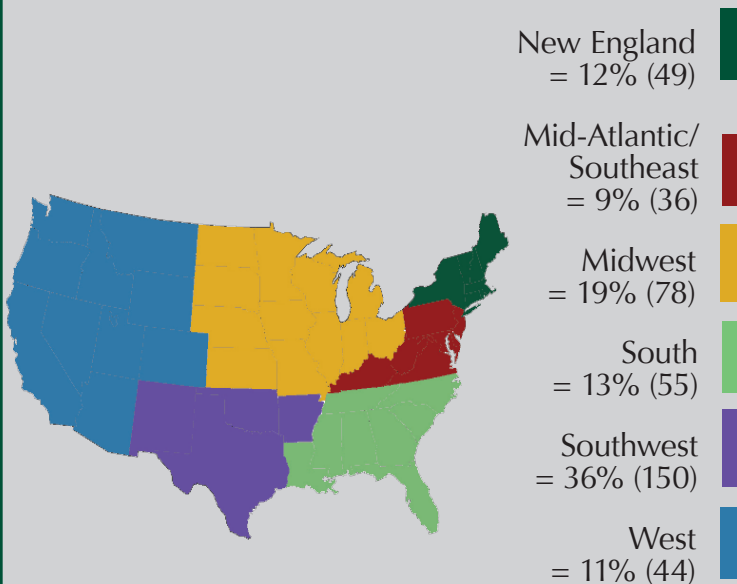 New England
= 12% (49)
Mid-Atlantic/
Southeast
= 9% (36)
Midwest
= 19% (78)
South
= 13% (55)
Southwest
= 36% (150)
West
= 11% (44)